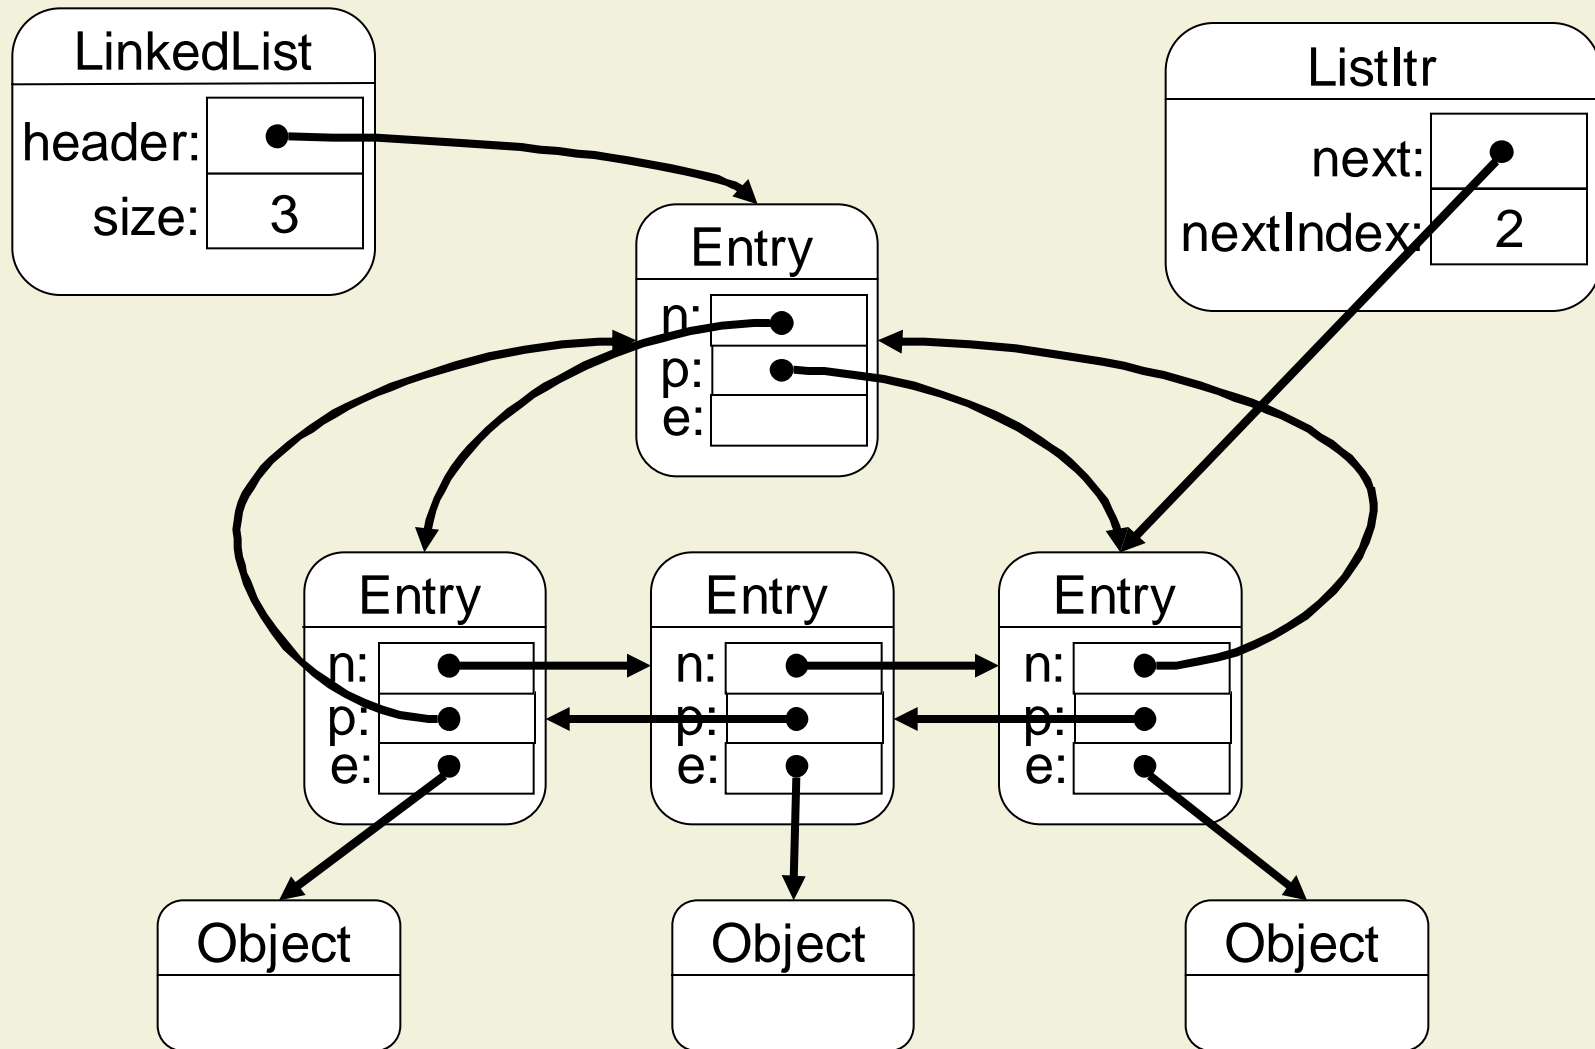 LinkedList
header:
size: 3
ListItr
next:
nextIndex: 2
Entry
n:
p:
e:
Entry
n:
p:
e:
Entry
n:
p:
e:
Entry
n:
p:
e:
Object
Object
Object